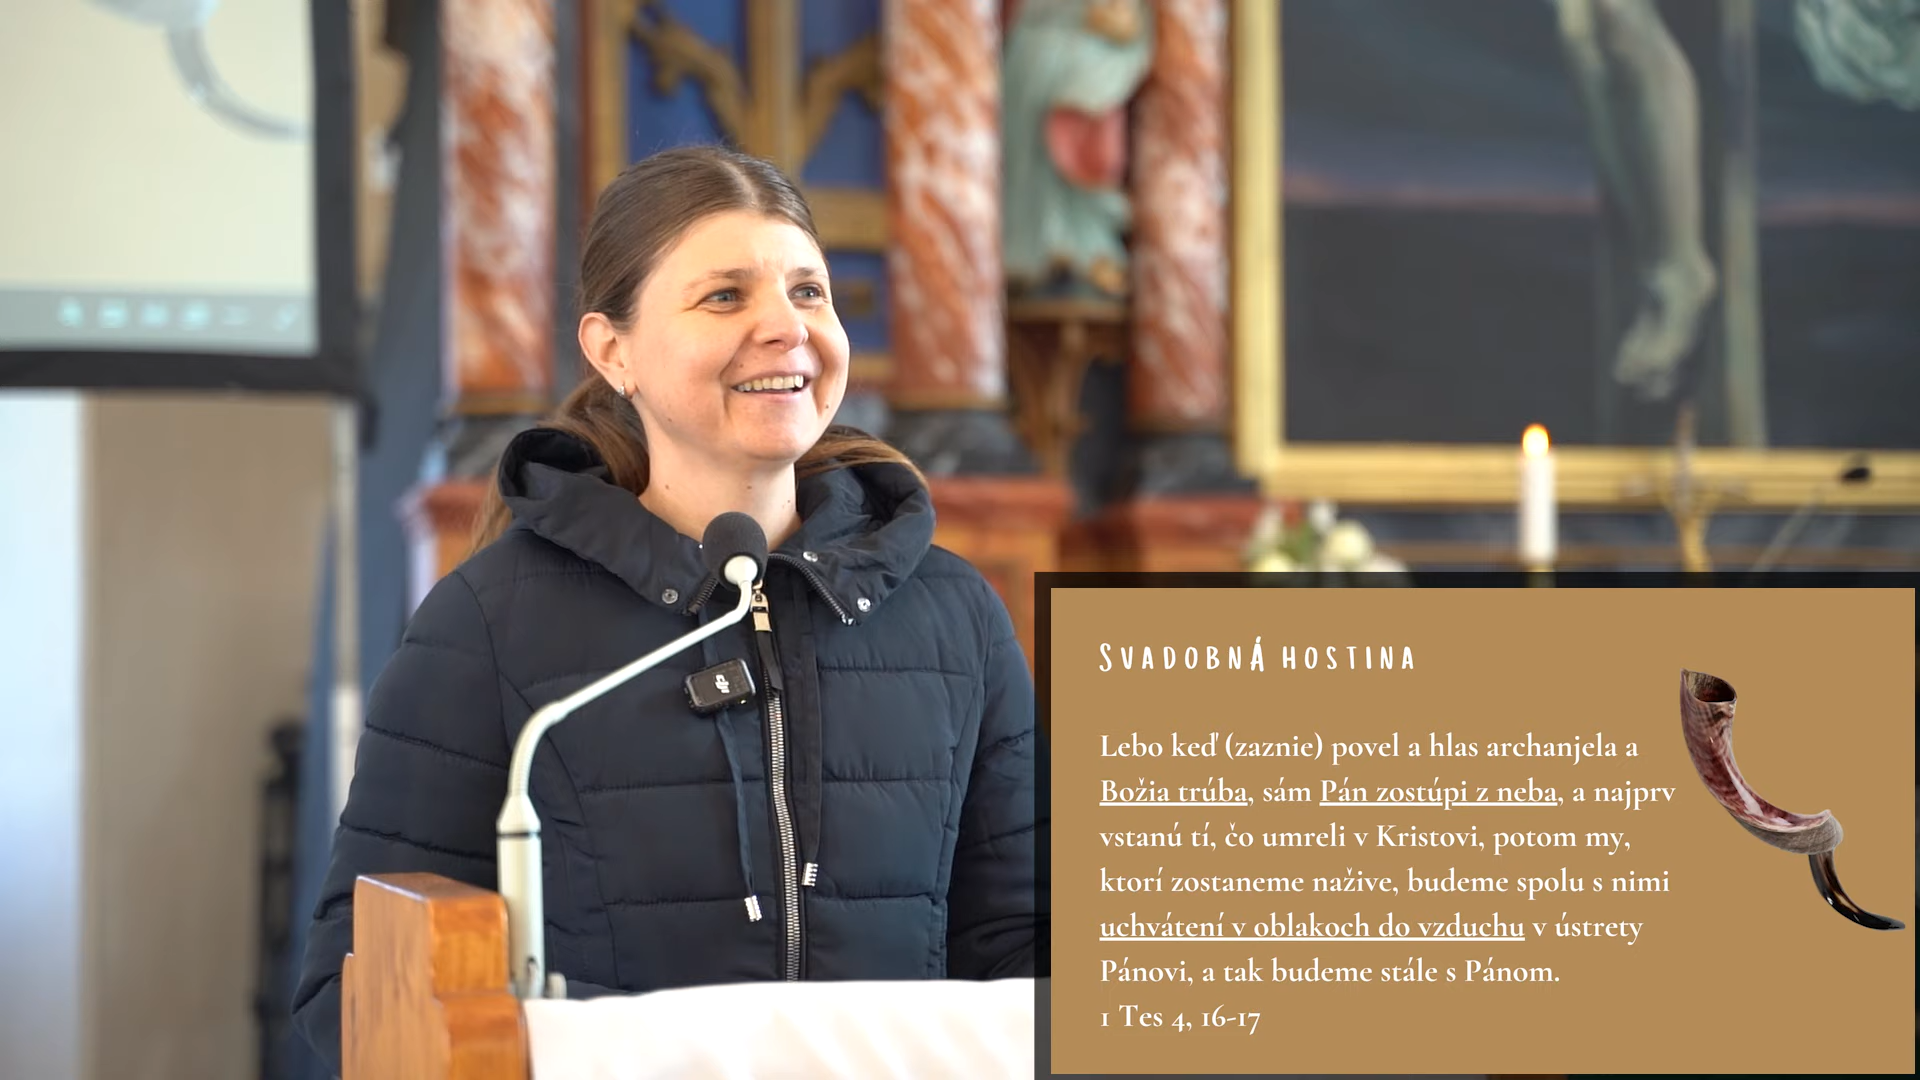 dji
SVADOBNÁ HOSTINA
Lebo keď (zaznie) povel a hlas archanjela a
Božia trúba, sám Pán zostúpi z neba, a najprv
vstanú tí, čo umreli v Kristovi, potom my,
ktorí zostaneme nažive, budeme spolu s nimi
uchvátení v oblakoch do vzduchu v ústrety
Pánovi, a tak budeme stále s Pánom.
1 Tes 4, 16-17